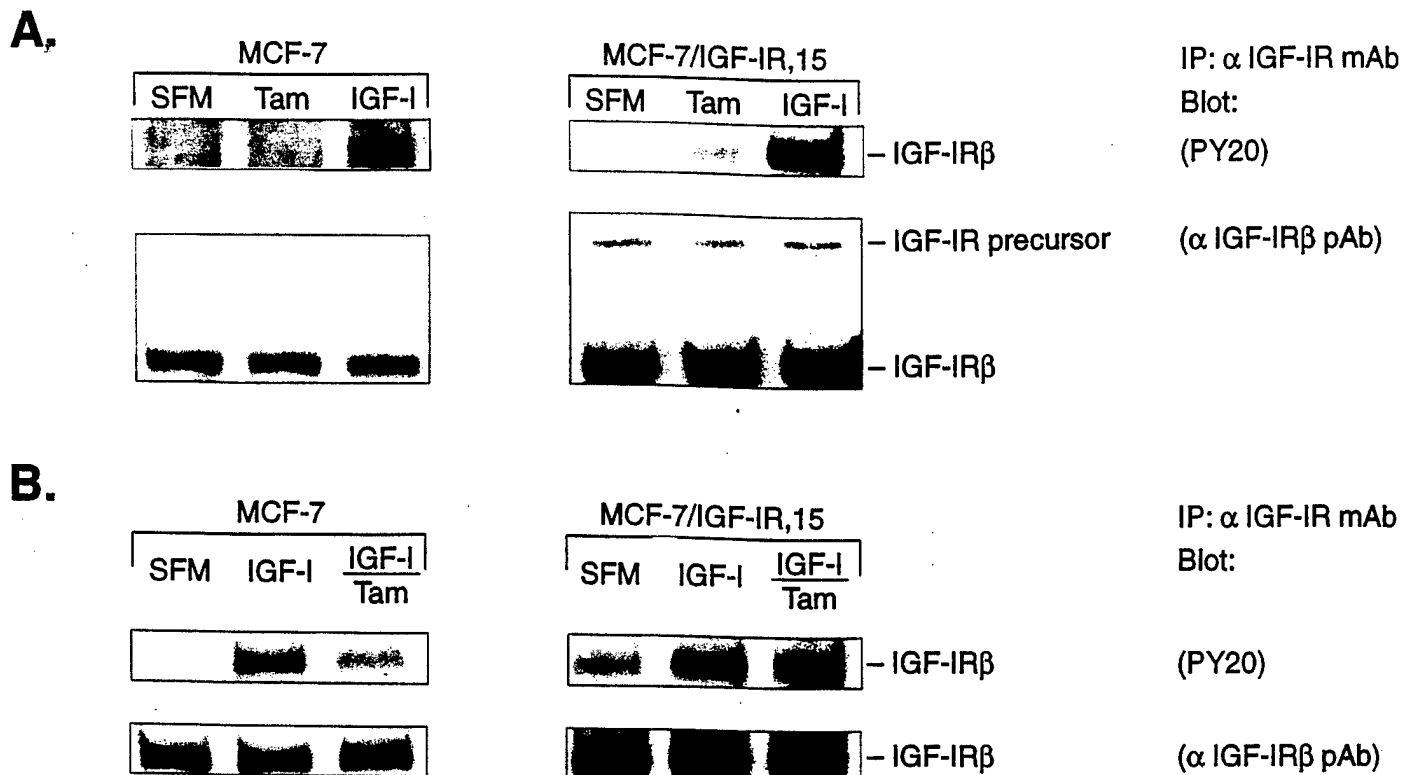 A.
MCF-7
SFM Tam IGF-I
MCF-7/IGF-IR,15
SFM Tam IGF-I
IP: α IGF-IR mAb
Blot:
– IGF-IRβ
(PY20)
– IGF-IR precursor
(α IGF-IRβ pAb)
– IGF-IRβ
B.
MCF-7
SFM IGF-I IGF-I
Tam
MCF-7/IGF-IR,15
SFM IGF-I IGF-I
Tam
IP: α IGF-IR mAb
Blot:
– IGF-IRβ
(PY20)
– IGF-IRβ
(α IGF-IRβ pAb)